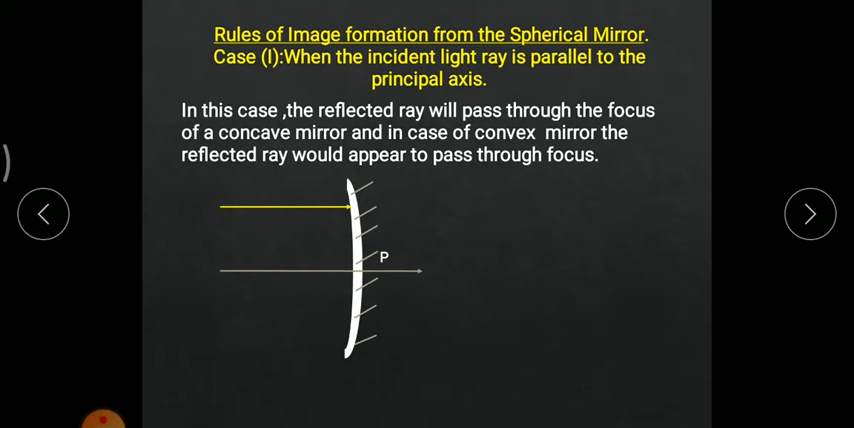 Rules of Image formation from the Spherical Mirror.
Case (I):When the incident light ray is parallel to the
principal axis.
In this case ,the reflected ray will pass through the focus
of a concave mirror and in case of convex mirror the
reflected ray would appear to pass through focus.
P